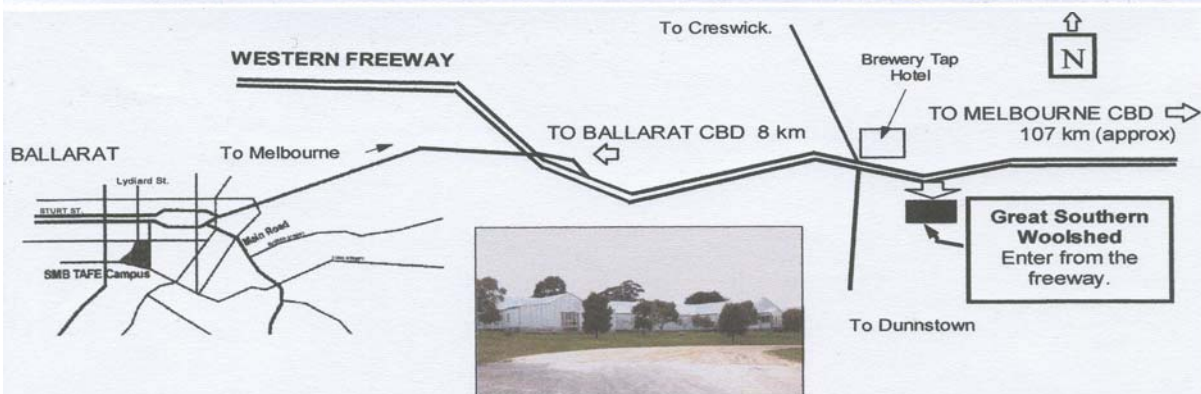 To Creswick.
N
WESTERN FREEWAY
Brewery Tap
Hotel
TO MELBOURNE CBD
107 km (approx)
TO BALLARAT CBD 8 km
BALLARAT
To Melbourne
Lydiard St.
STURT ST.
Main Road
SMB TAFE Campus
Great Southern
Woolshed
Enter from the
freeway.
To Dunnstown